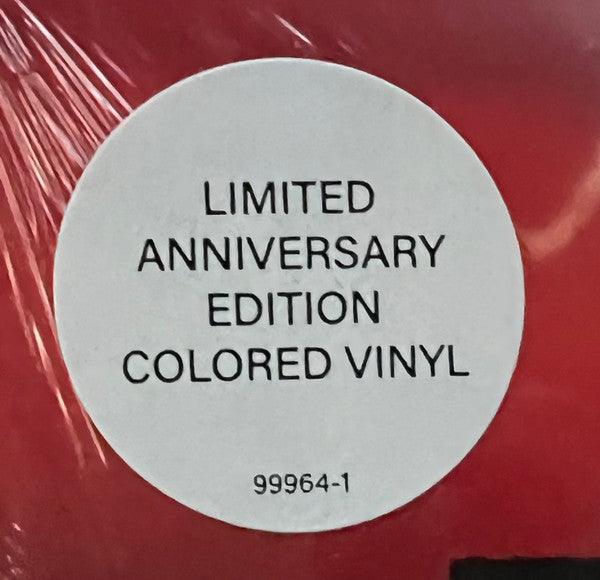 LIMITED
ANNIVERSARY
EDITION
COLORED VINYL
99964-1